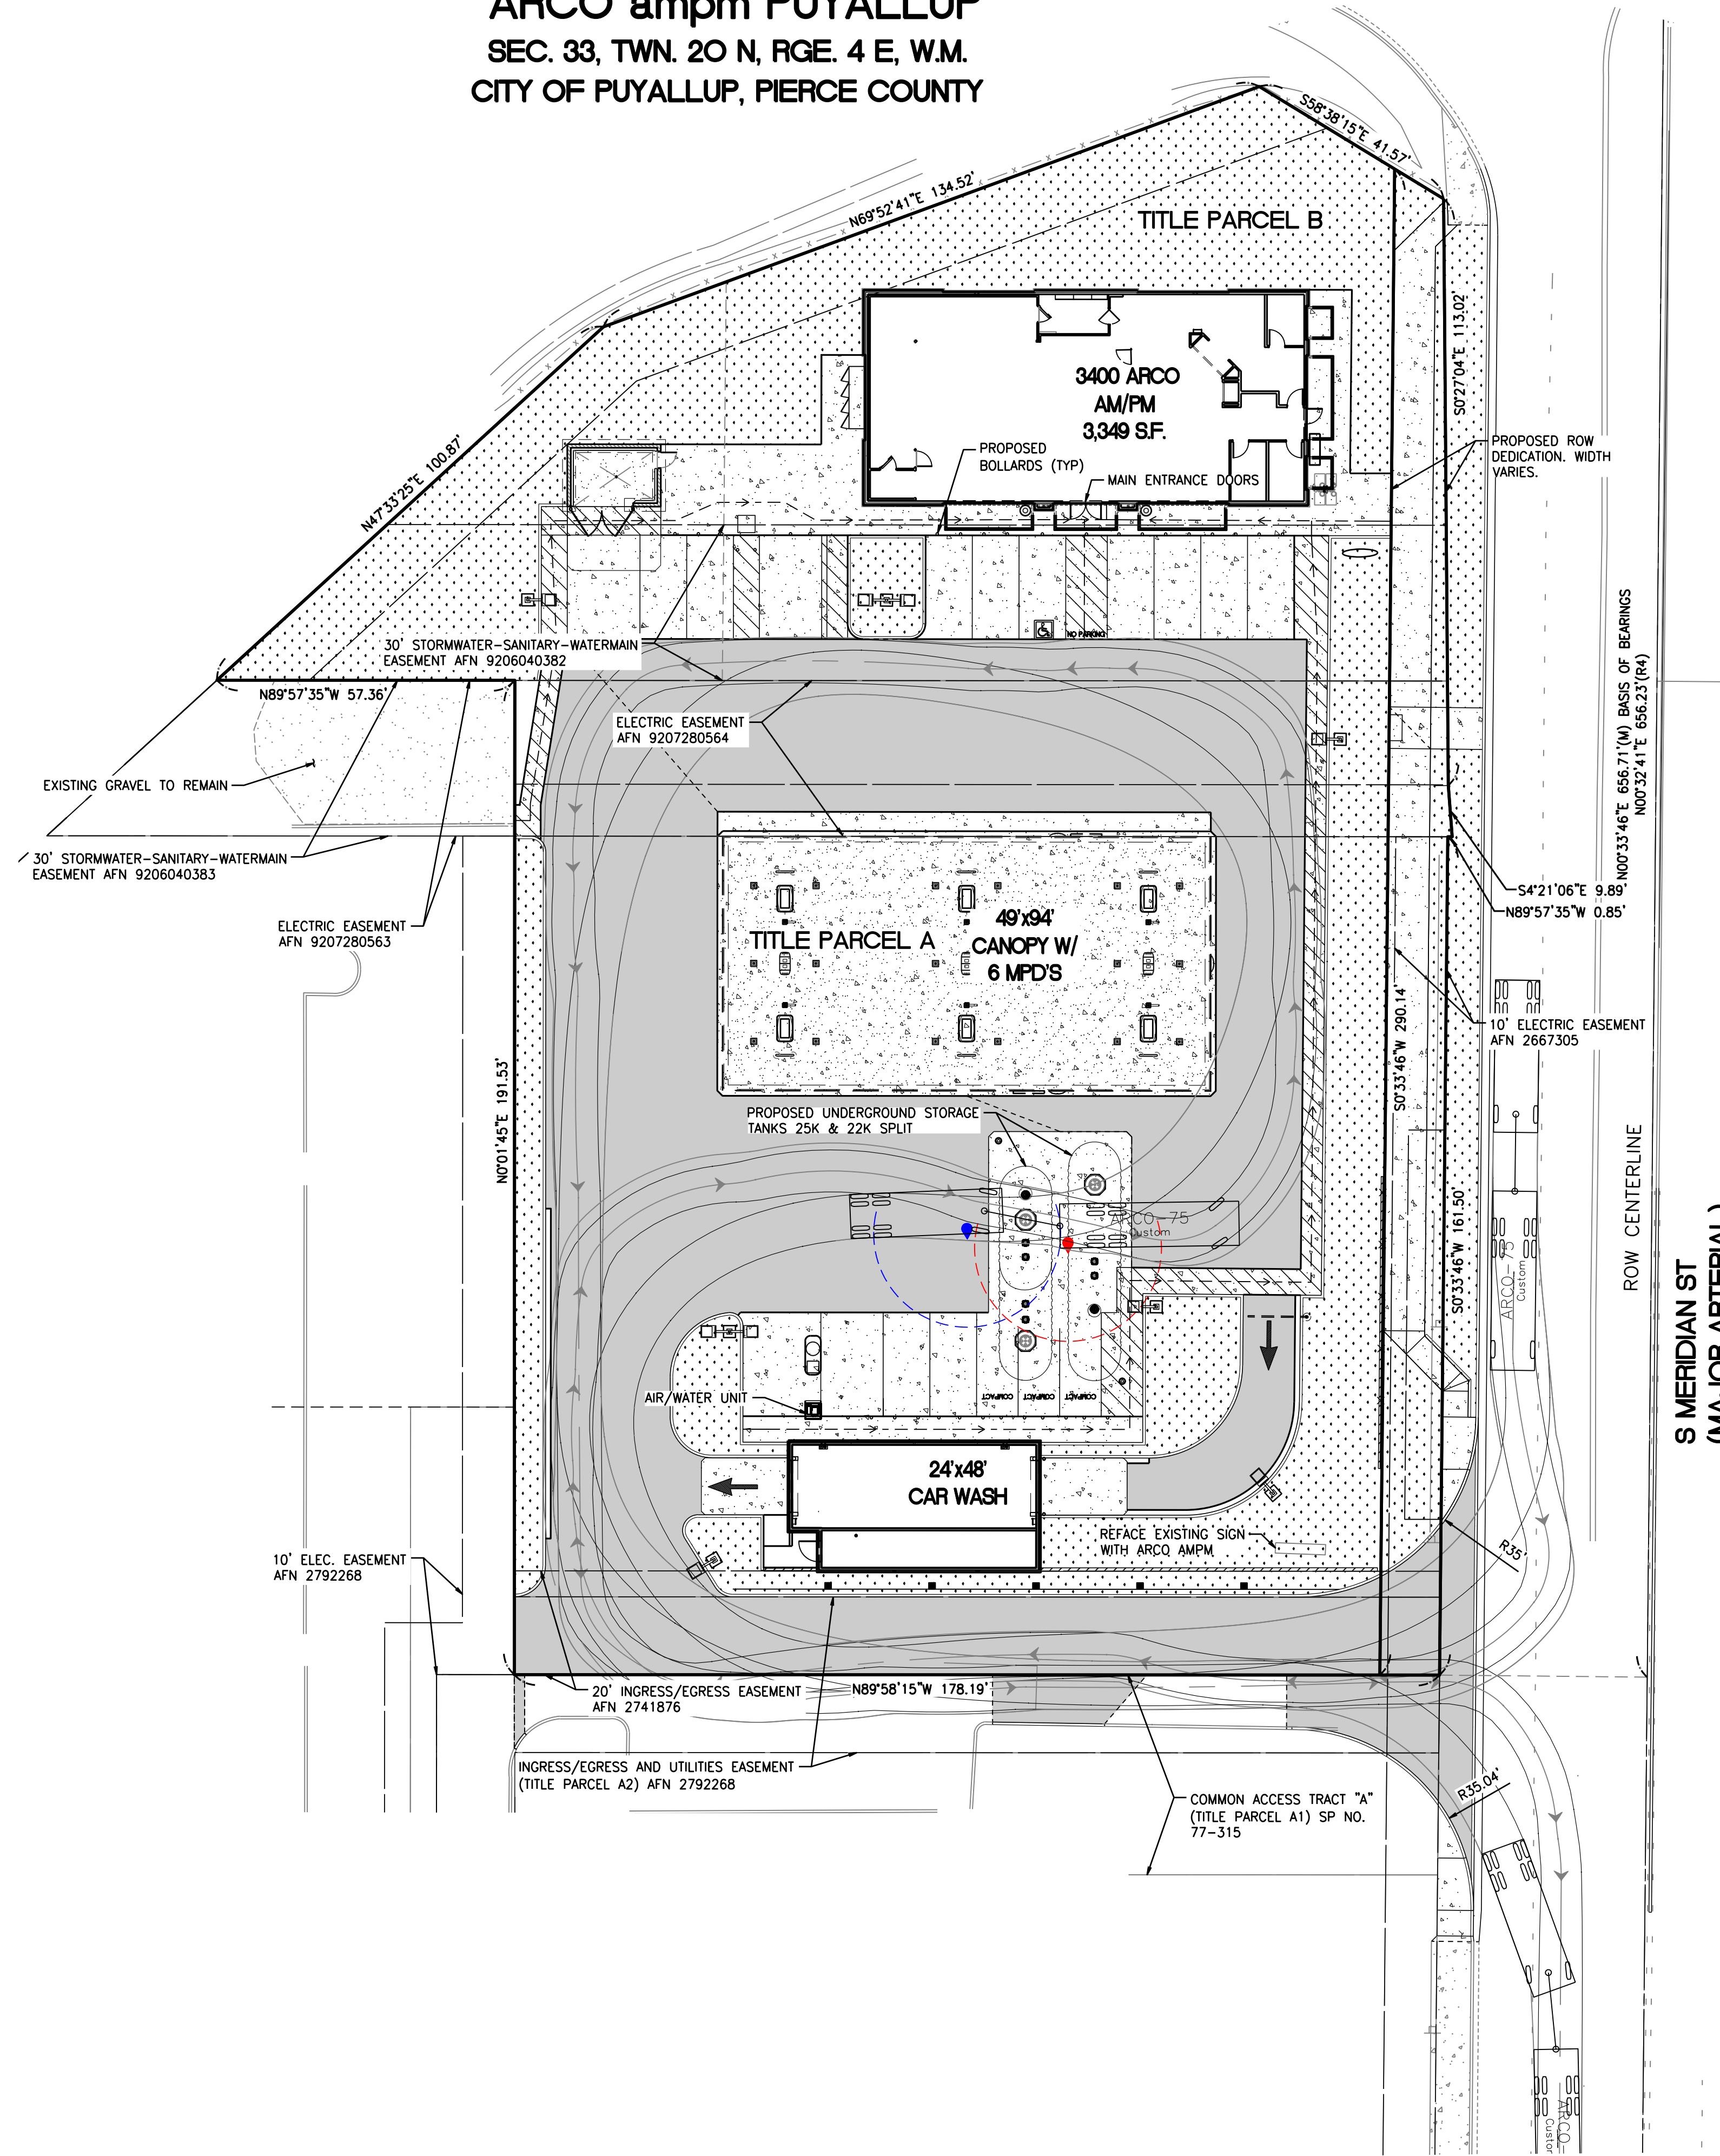 ARCO ampm PUYALLUP
SEC. 33, TWN. 20 N, RGE. 4 E, W.M.
CITY OF PUYALLUP, PIERCE COUNTY
S58°38'15"E 41.57'
N69°52'41"E 134.52'
TITLE PARCEL B
S0°27'04"E 113.02'
3400 ARCO
AM/PM
3,349 S.F.
PROPOSED
BOLLARDS (TYP)
MAIN ENTRANCE DOORS
PROPOSED ROW
DEDICATION. WIDTH
VARIES.
N47°33'25"E 100.87'
30' STORMWATER-SANITARY-WATERMAIN
EASEMENT AFN 9206040382
NO PARKING
N89°57'35"W 57.36'
ELECTRIC EASEMENT
AFN 9207280564
N00°33'46"E 656.71'(M) BASIS OF BEARINGS
N00°32'41"E 656.23'(R4)
EXISTING GRAVEL TO REMAIN
30' STORMWATER-SANITARY-WATERMAIN
EASEMENT AFN 9206040383
S4°21'06"E 9.89'
N89°57'35"W 0.85'
ELECTRIC EASEMENT
AFN 9207280563
TITLE PARCEL A
49'x94'
CANOPY W/
6 MPD'S
10' ELECTRIC EASEMENT
AFN 2667305
S0°33'46"W 290.14'
N0°01'45"E 191.53'
PROPOSED UNDERGROUND STORAGE
TANKS 25K & 22K SPLIT
ARCO-75
Custom
ROW CENTERLINE
S0°33'46"W 161.50'
ARCO-75
Custom
S MERIDIAN ST
(MAJOR ARTERIAL)
AIR/WATER UNIT
COMPACT
COMPACT
COMPACT
24'x48'
CAR WASH
REFACE EXISTING SIGN
WITH ARCO AMPM
R35'
10' ELEC. EASEMENT
AFN 2792268
20' INGRESS/EGRESS EASEMENT
AFN 2741876
N89°58'15"W 178.19'
INGRESS/EGRESS AND UTILITIES EASEMENT
(TITLE PARCEL A2) AFN 2792268
R35.04'
COMMON ACCESS TRACT "A"
(TITLE PARCEL A1) SP NO.
77-315
ARCO-
Custor